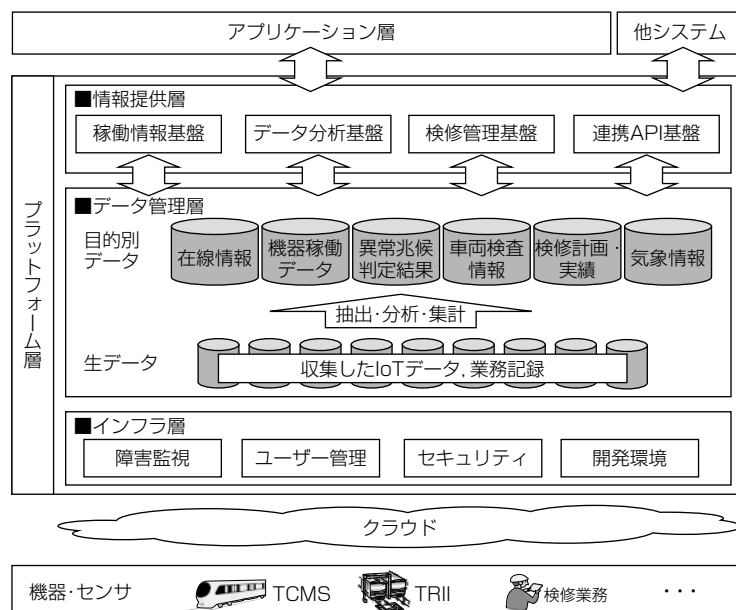 アプリケーション層
他システム
プラットフォーム層
■情報提供層
稼働情報基盤
データ分析基盤
検修管理基盤
連携API基盤
■データ管理層
目的別
データ
在線情報
機器稼働
データ
異常兆候
判定結果
車両検査
情報
検修計画・
実績
気象情報
抽出・分析・集計
生データ
収集したIoTデータ，業務記録
■インフラ層
障害監視
ユーザー管理
セキュリティ
開発環境
クラウド
機器・センサ
TCMS
TRII
検修業務
・・・